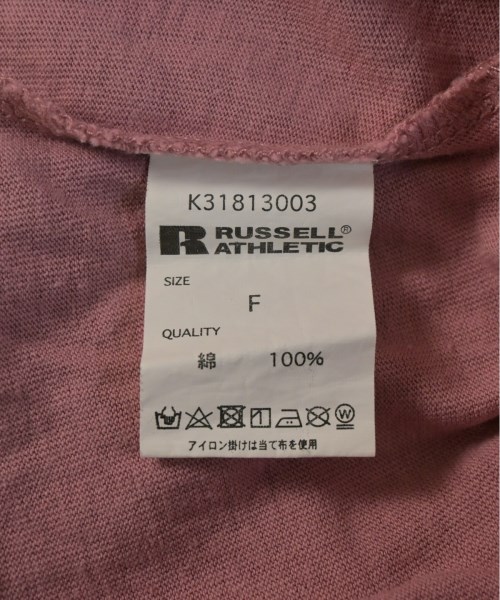 K31813003
RUSSELL®
ATHLETIC
SIZE
F
QUALITY
綿 100%
アイロン掛けは当て布を使用